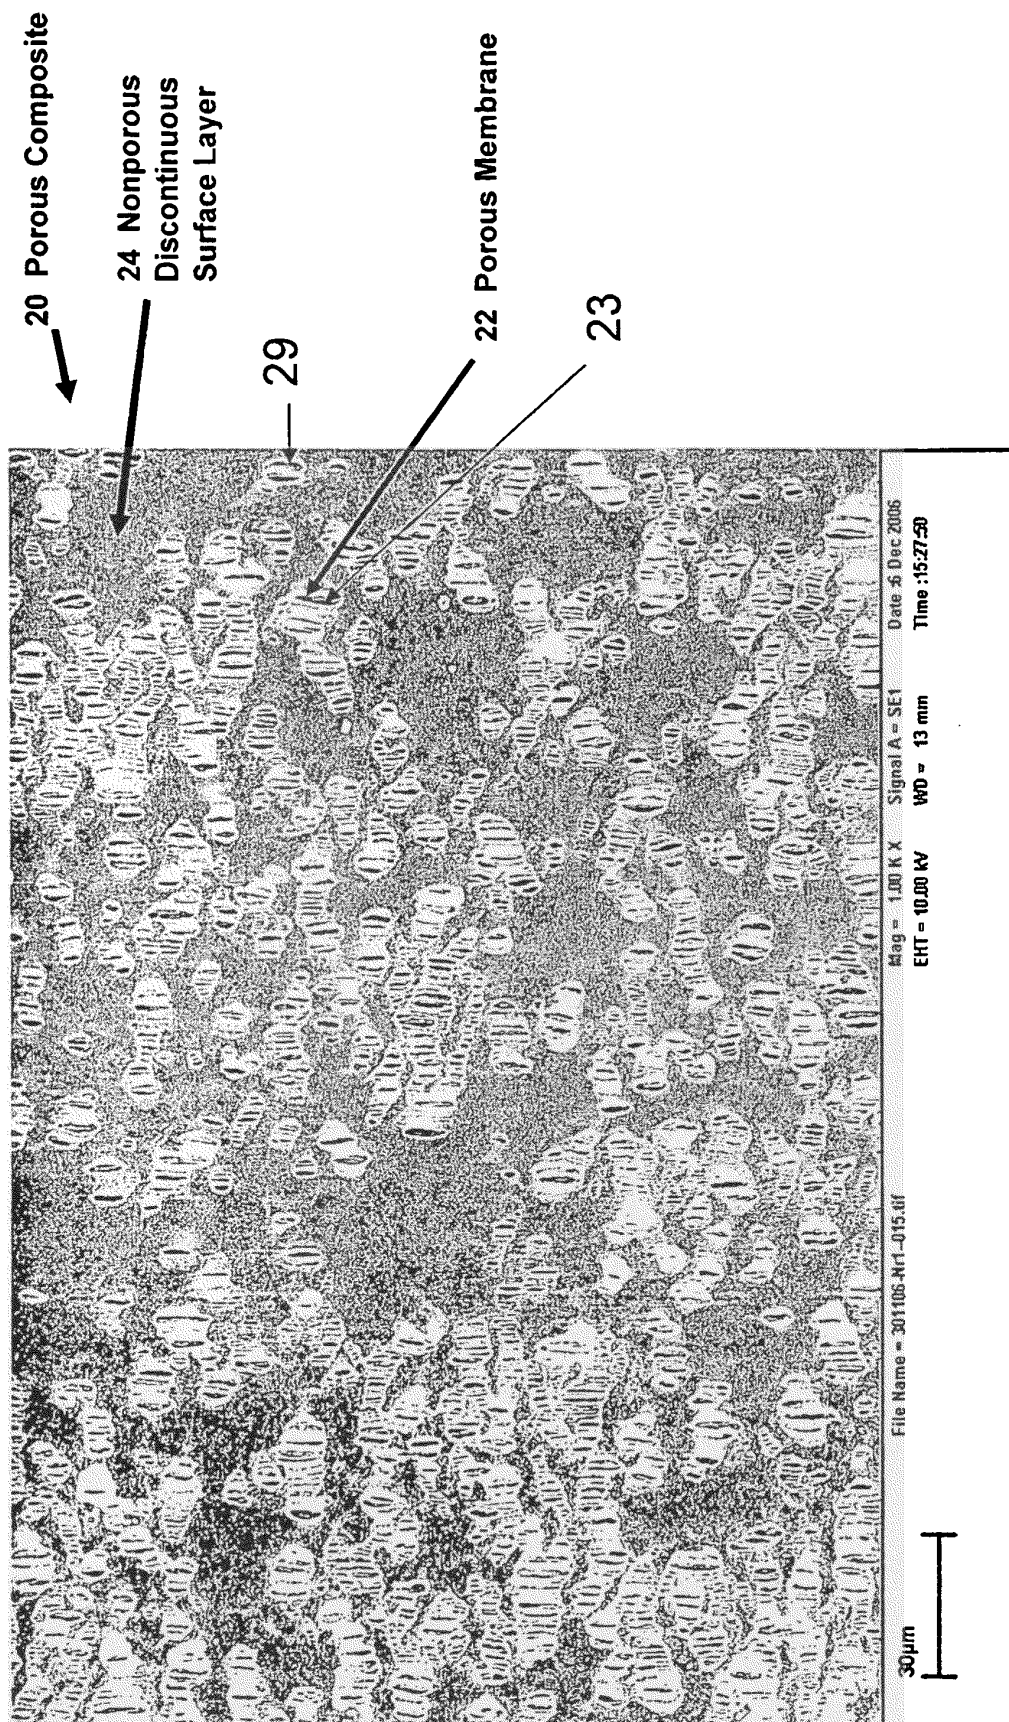 20 Porous Composite
24 Nonporous
Discontinuous
Surface Layer
29
22 Porous Membrane
23
30µm
File Name = 301106-Nr1-015.tif
Mag = 1.00 K X
Signal A = SE1
Date :6 Dec 2006
EHT = 10.00 kV
WD = 13 mm
Time :15:27:50